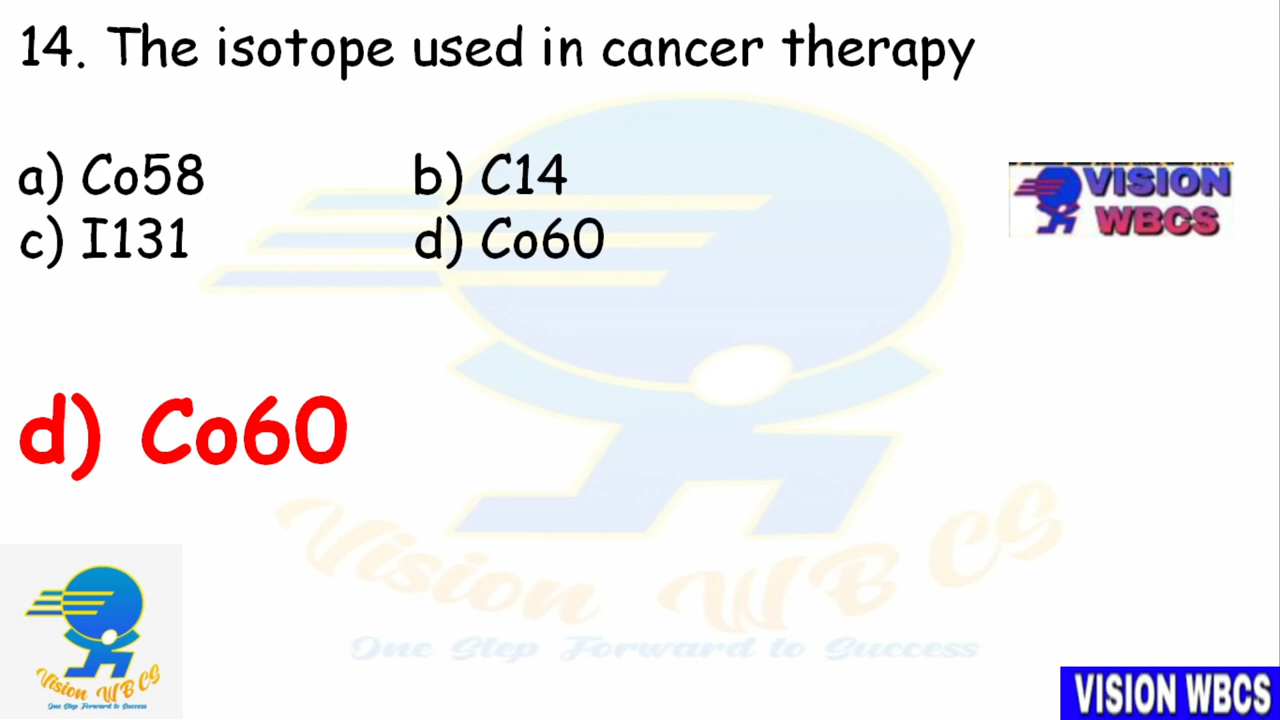 14. The isotope used in cancer therapy
a) Co58 b) C14
c) I131 d) Co60
VISION
WBCS
d) Co60
Vision WBCS
One Step Forward to Success
Vision WBCS
One Step Forward to Success
VISION WBCS